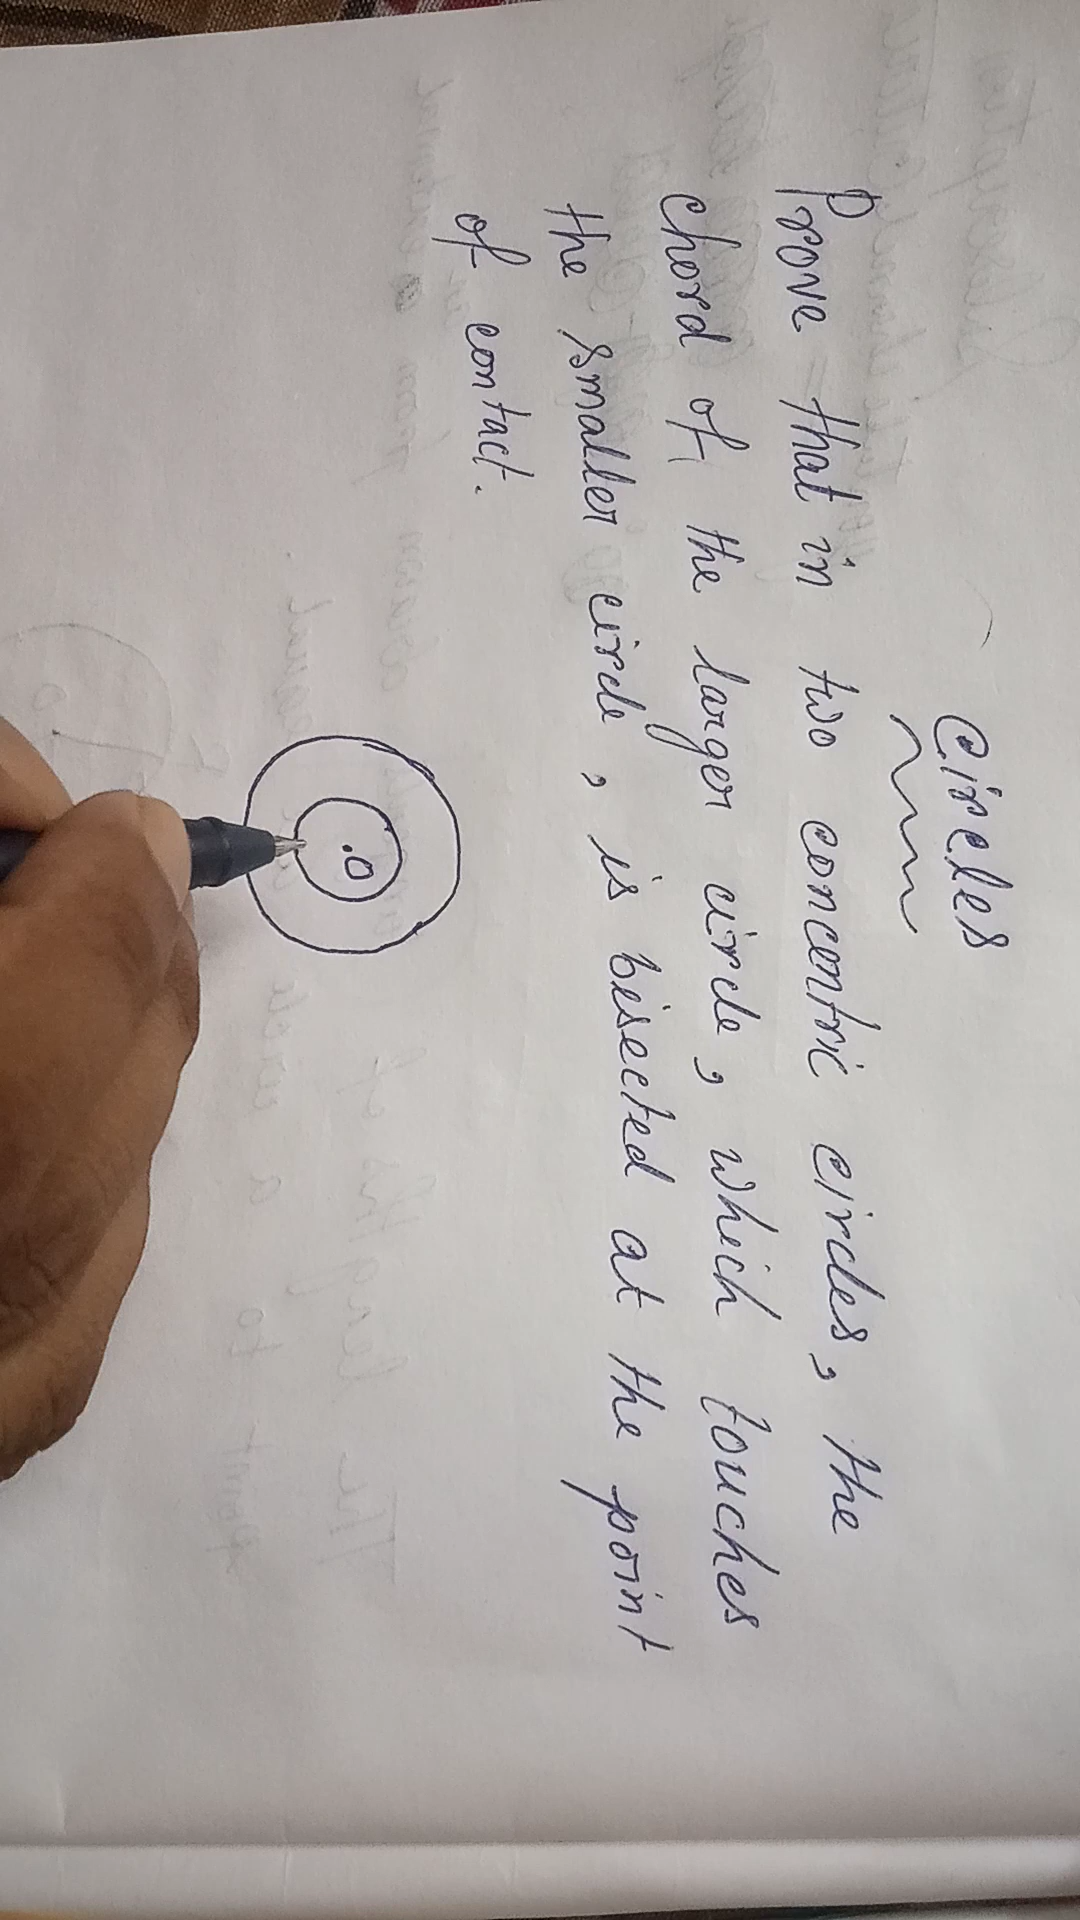 Circles
Prove that in two concentric circles, the
chord of the larger circle, which touches
the smaller circle, is bisected at the point
of contact.
.O